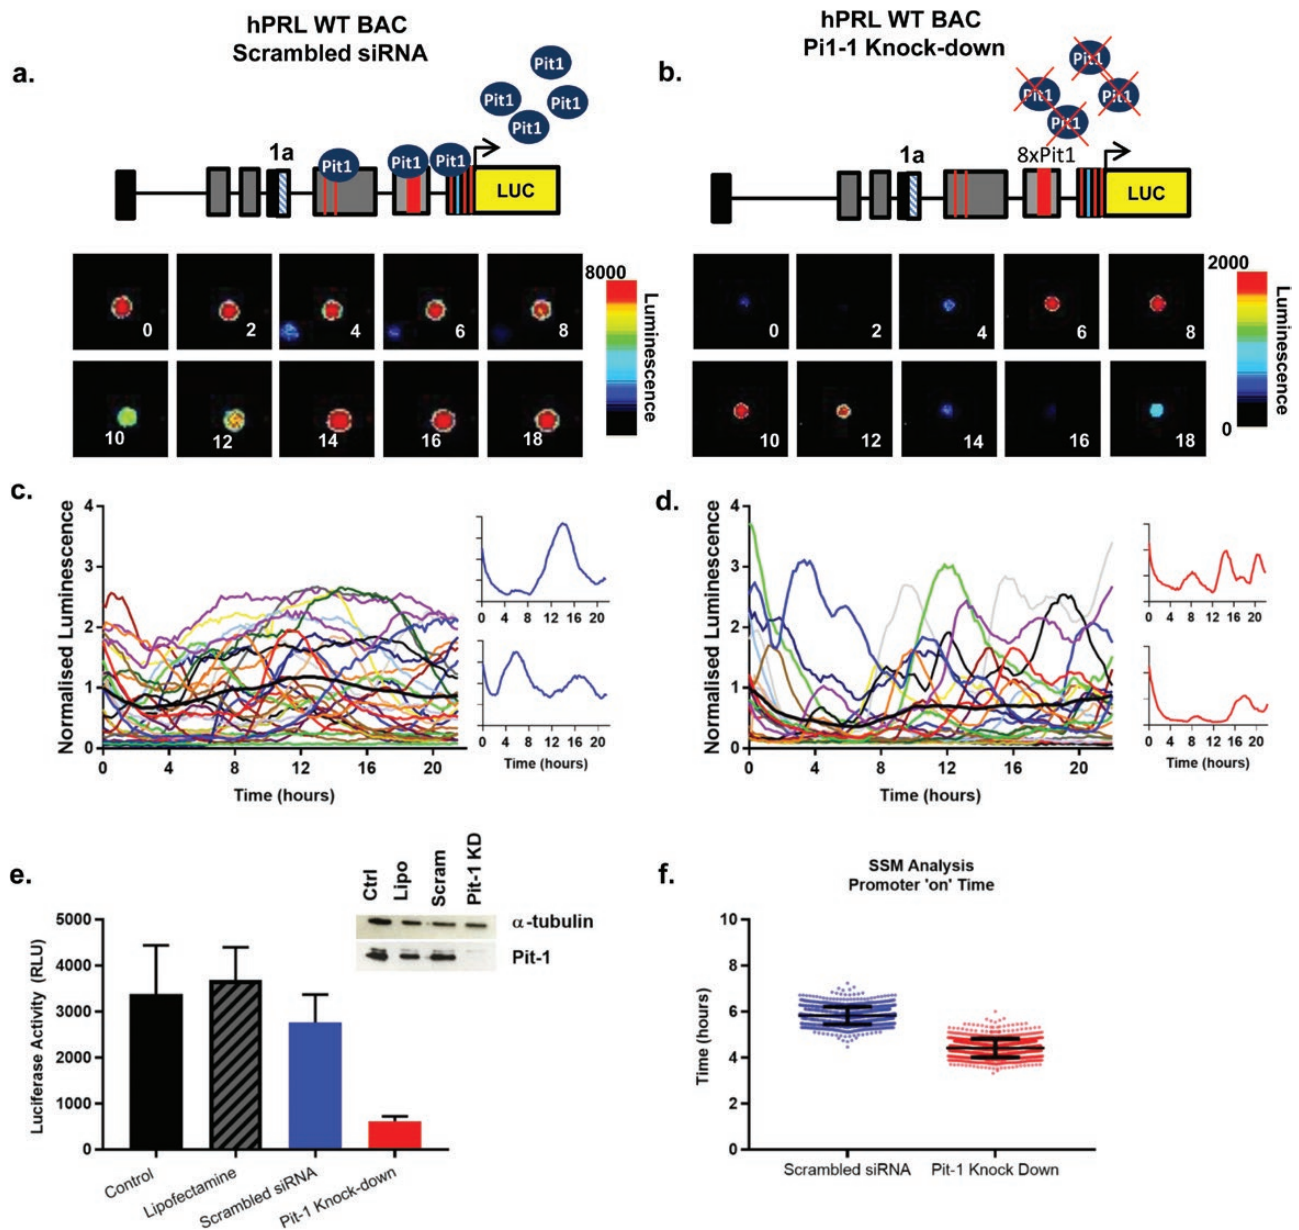 hPRL WT BAC
Scrambled siRNA
a.
Pit1
Pit1
Pit1
Pit1
1a
Pit1
Pit1
Pit1
LUC
8000
Luminescence
0
2
4
6
8
10
12
14
16
18
hPRL WT BAC
Pi1-1 Knock-down
b.
Pit1
Pit1
Pit1
Pit1
1a
8xPit1
LUC
2000
Luminescence
0
0
2
4
6
8
10
12
14
16
18
c.
Normalised Luminescence
4
3
2
1
0
0 4 8 12 16 20
Time (hours)
0 4 8 12 16 20
0 4 8 12 16 20
Time (hours)
d.
Normalised Luminescence
4
3
2
1
0
0 4 8 12 16 20
Time (hours)
0 4 8 12 16 20
0 4 8 12 16 20
Time (hours)
e.
Luciferase Activity (RLU)
5000
4000
3000
2000
1000
0
Control
Lipofectamine
Scrambled siRNA
Pit-1 Knock-down
Ctrl
Lipo
Scram
Pit-1 KD
α-tubulin
Pit-1
f.
SSM Analysis
Promoter 'on' Time
Time (hours)
10
8
6
4
2
0
Scrambled siRNA
Pit-1 Knock Down